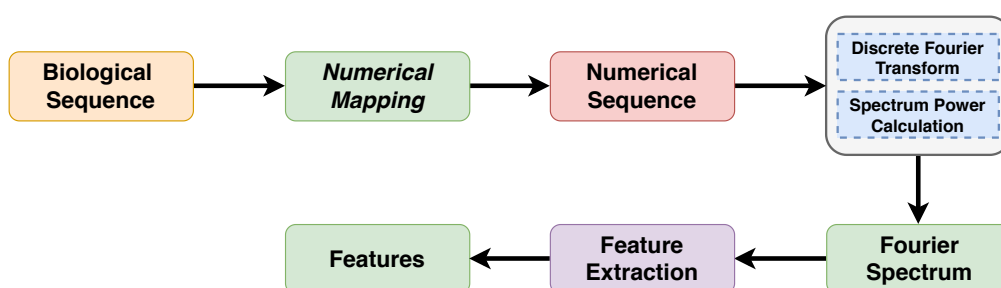 Biological
Sequence
Numerical
Mapping
Numerical
Sequence
Discrete Fourier
Transform
Spectrum Power
Calculation
Fourier
Spectrum
Feature
Extraction
Features